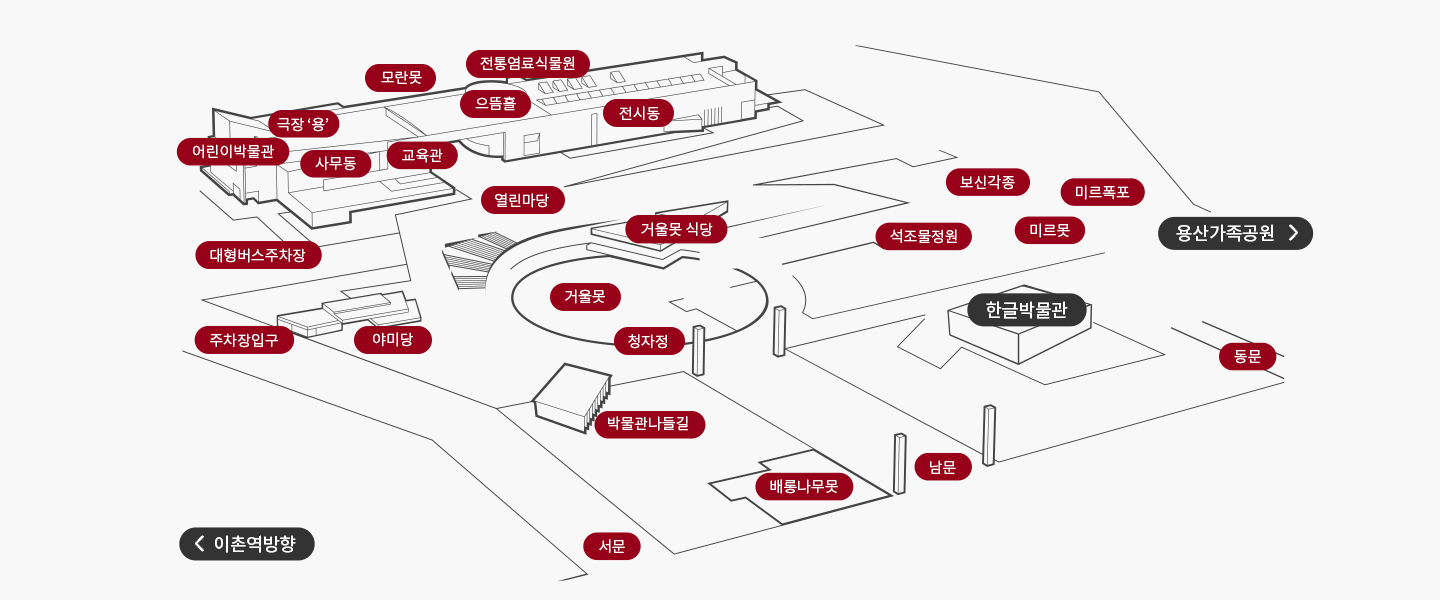 전통염료식물원
모란못
으뜸홀
전시동
극장 ‘용’
어린이박물관
사무동
교육관
열린마당
보신각종
미르폭포
거울못 식당
석조물정원
미르못
용산가족공원
대형버스주차장
거울못
한글박물관
주차장입구
야미당
청자정
동문
박물관나들길
남문
배롱나무못
이촌역방향
서문